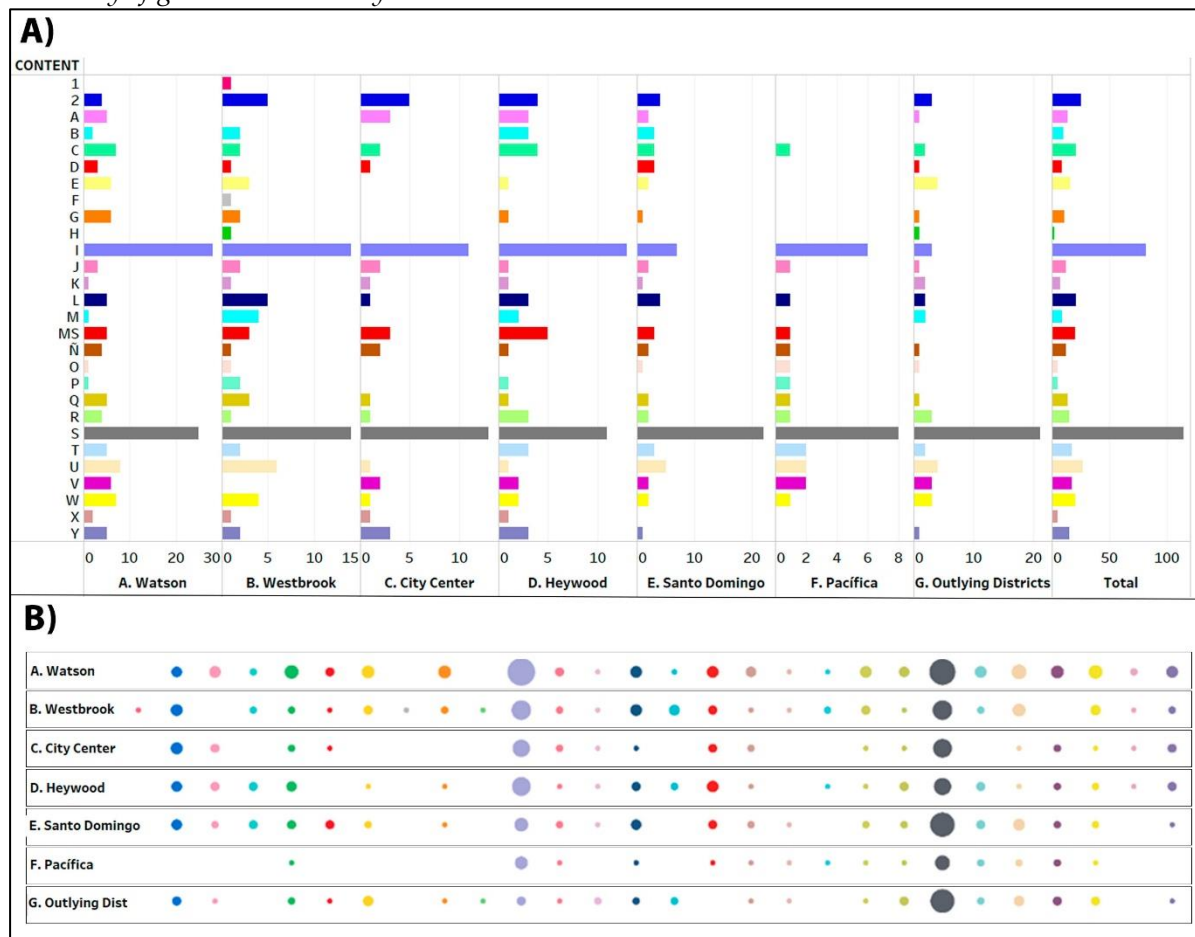 A)
CONTENT
1
2
A
B
C
D
E
F
G
H
I
J
K
L
M
MS
Ñ
O
P
Q
R
S
T
U
V
W
X
Y
0 10 20 30 0 5 10 15 0 5 10 0 5 10 0 10 20 0 2 4 6 8 0 10 20 0 50 100
A. Watson B. Westbrook C. City Center D. Heywood E. Santo Domingo F. Pacífica G. Outlying Districts Total
B)
A. Watson
B. Westbrook
C. City Center
D. Heywood
E. Santo Domingo
F. Pacífica
G. Outlying Dist